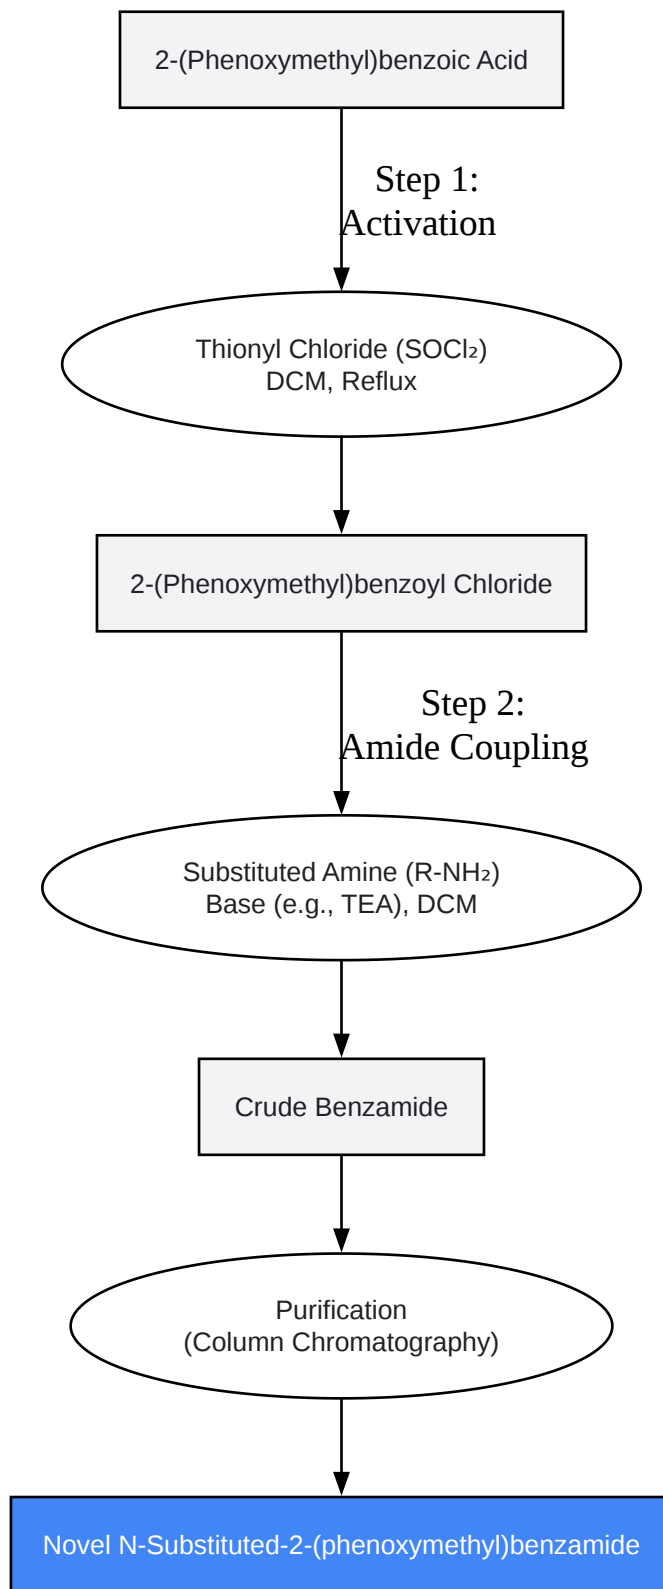 2-(Phenoxymethyl)benzoic Acid
Step 1:
Activation
Thionyl Chloride (SOCl₂)
DCM, Reflux
2-(Phenoxymethyl)benzoyl Chloride
Step 2:
Amide Coupling
Substituted Amine (R-NH₂)
Base (e.g., TEA), DCM
Crude Benzamide
Purification
(Column Chromatography)
Novel N-Substituted-2-(phenoxymethyl)benzamide